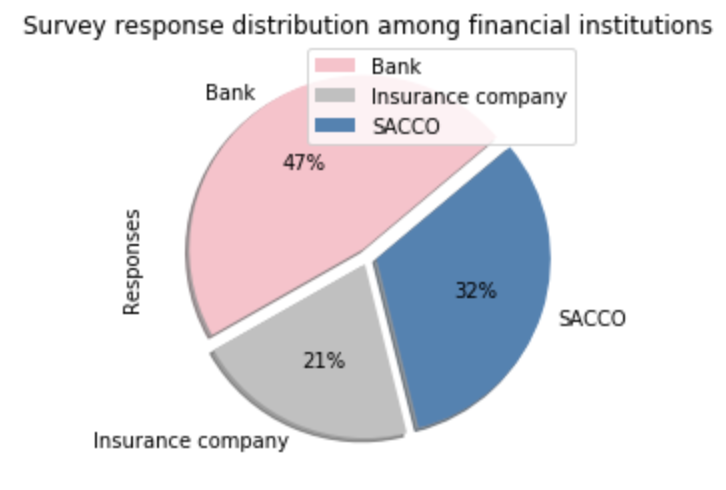 Survey response distribution among financial institutions
Bank
Insurance company
SACCO
Bank
47%
Responses
32%
SACCO
21%
Insurance company